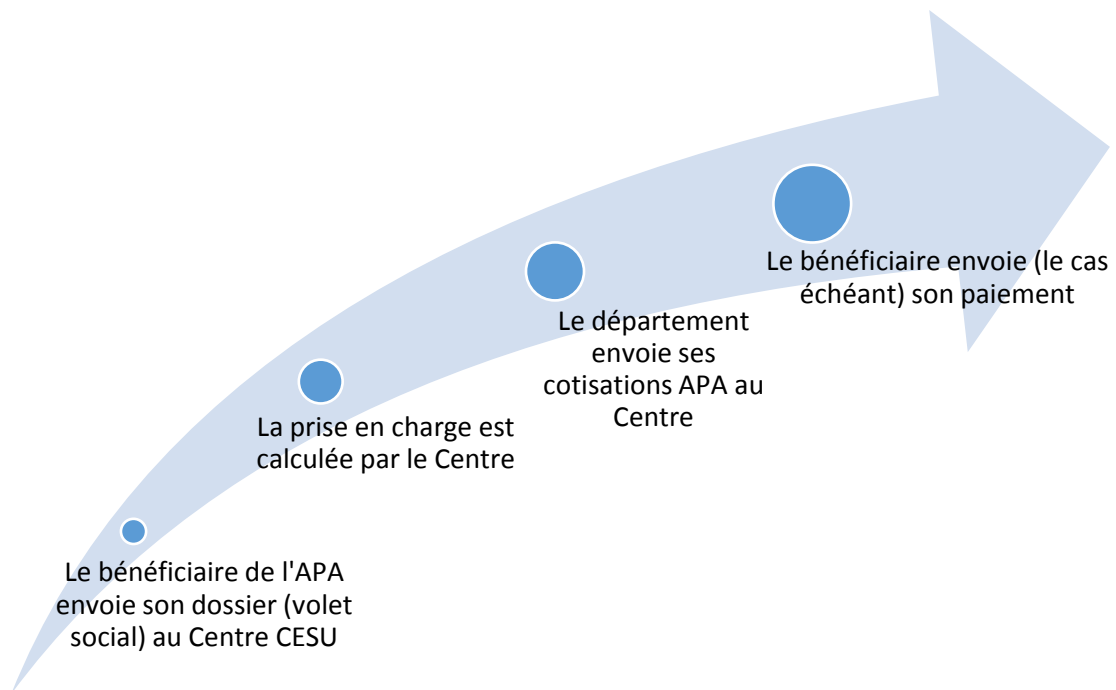 Le bénéficiaire de l'APA
envoie son dossier (volet
social) au Centre CESU
La prise en charge est
calculée par le Centre
Le département
envoie ses
cotisations APA au
Centre
Le bénéficiaire envoie (le cas
échéant) son paiement